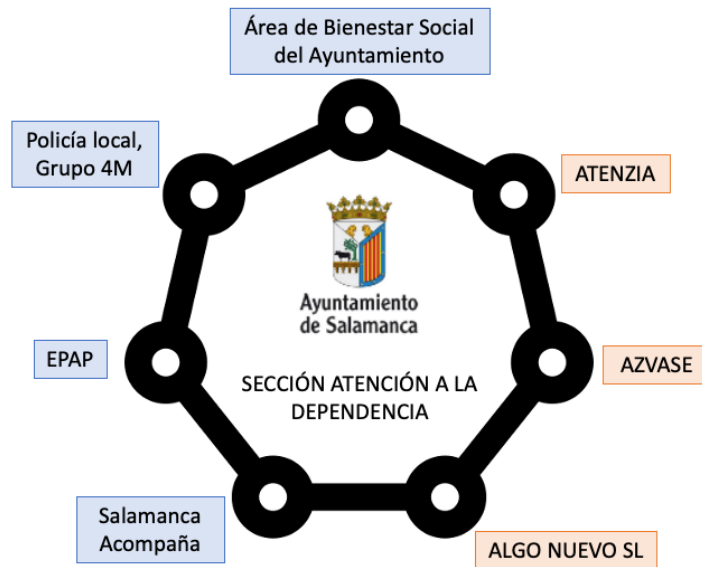 Área de Bienestar Social
del Ayuntamiento
Policía local,
Grupo 4M
ATENZIA
Ayuntamiento
de Salamanca
EPAP
AZVASE
SECCIÓN ATENCIÓN A LA
DEPENDENCIA
Salamanca
Acompaña
ALGO NUEVO SL